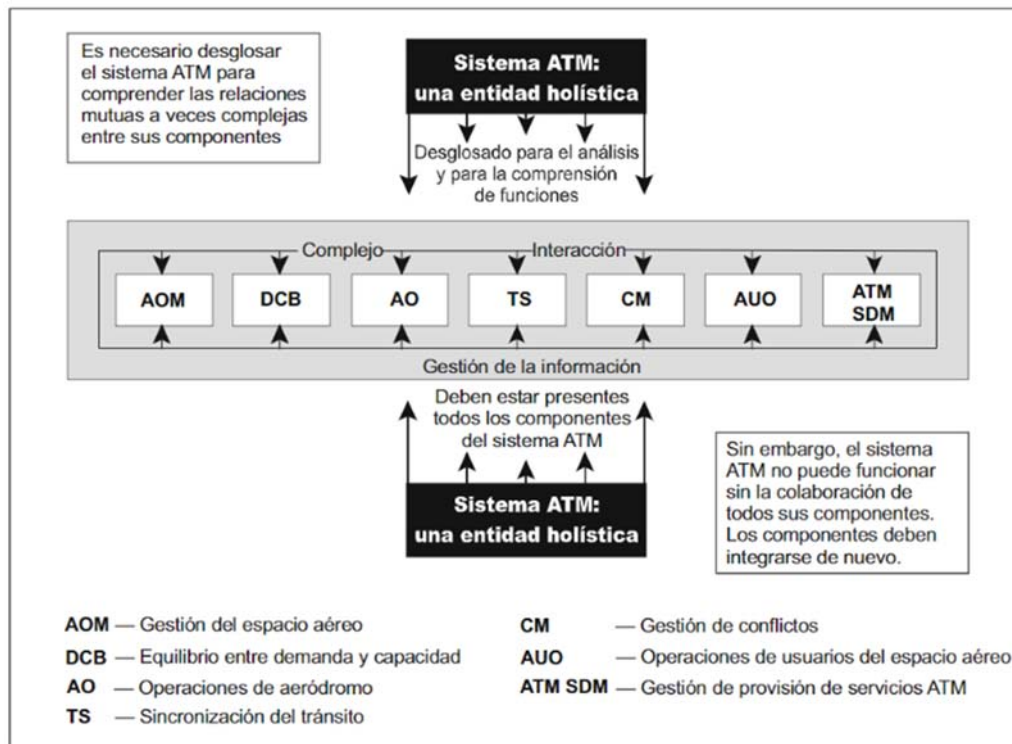 Es necesario desglosar
el sistema ATM para
comprender las relaciones
mutuas a veces complejas
entre sus componentes
Sistema ATM:
una entidad holística
Desglosado para el análisis
y para la comprensión
de funciones
Complejo
Interacción
AOM
DCB
AO
TS
CM
AUO
ATM
SDM
Gestión de la información
Deben estar presentes
todos los componentes
del sistema ATM
Sistema ATM:
una entidad holística
Sin embargo, el sistema
ATM no puede funcionar
sin la colaboración de
todos sus componentes.
Los componentes deben
integrarse de nuevo.
AOM — Gestión del espacio aéreo
DCB — Equilibrio entre demanda y capacidad
AO — Operaciones de aeródromo
TS — Sincronización del tránsito
CM — Gestión de conflictos
AUO — Operaciones de usuarios del espacio aéreo
ATM SDM — Gestión de provisión de servicios ATM